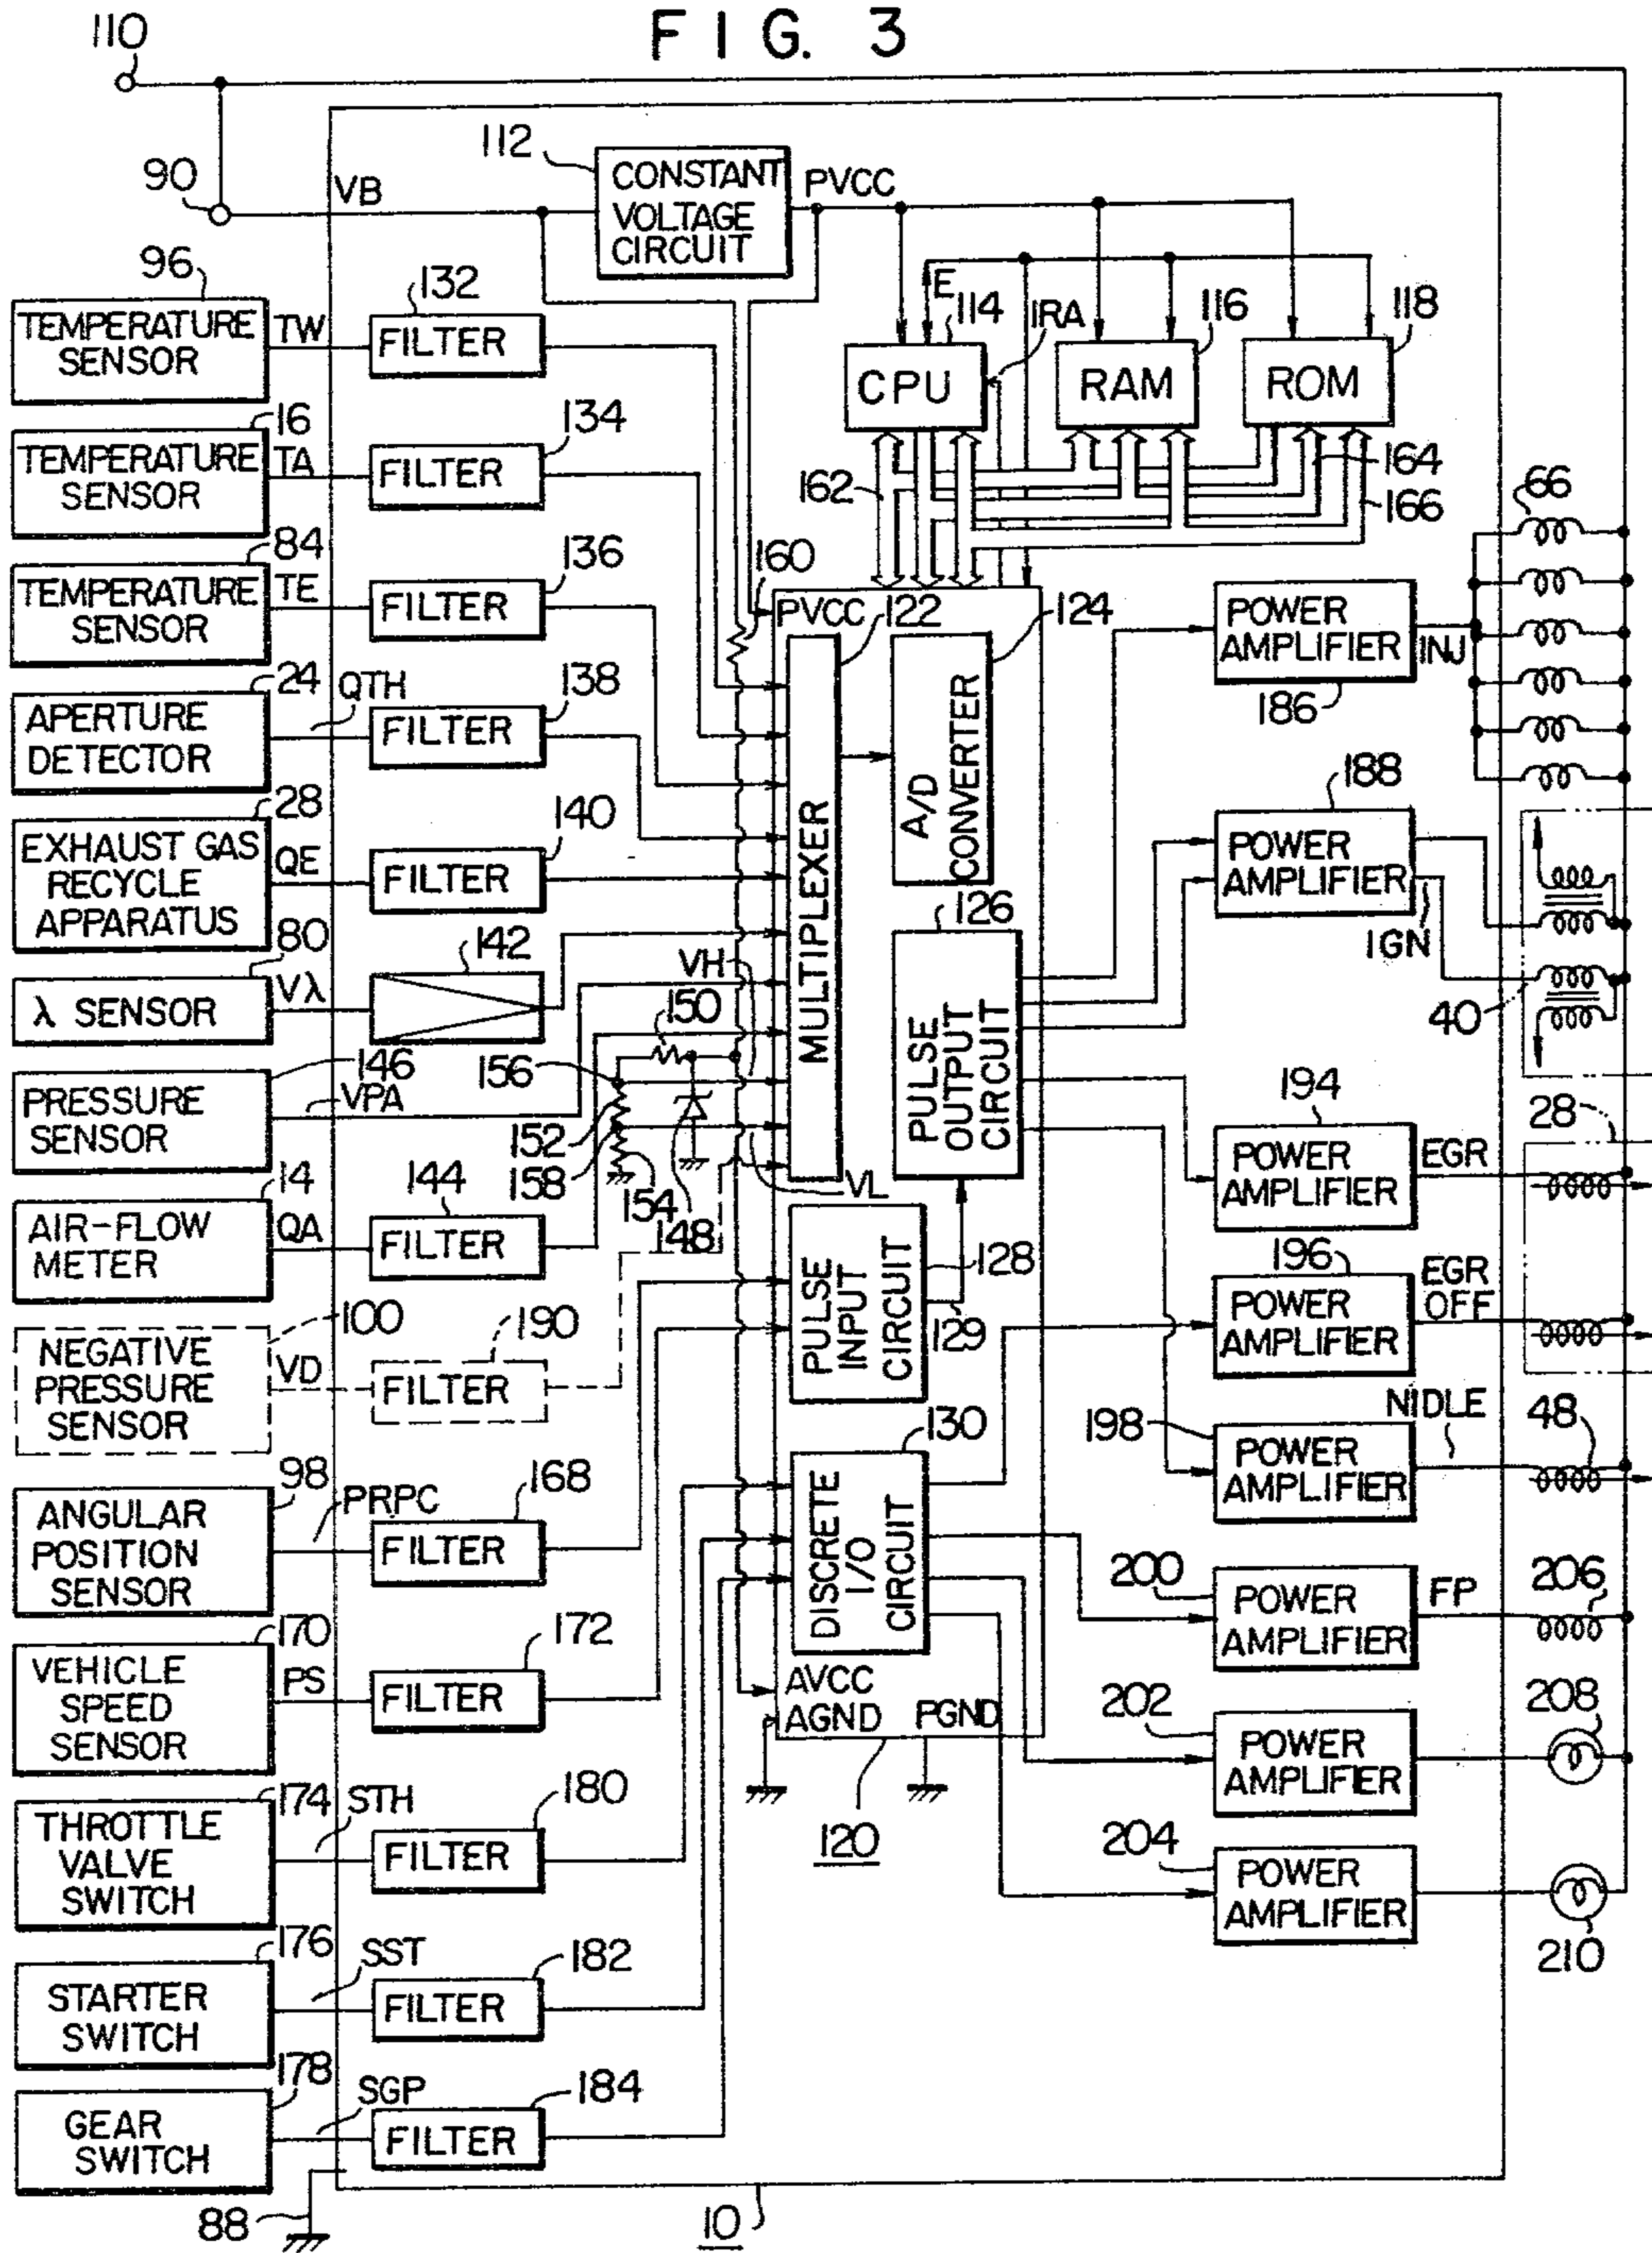 FIG. 3
110
112
CONSTANT
VOLTAGE
CIRCUIT
PVCC
90
VB
E
114
IRA
116
118
CPU
RAM
ROM
162
164
166
96
TEMPERATURE
SENSOR
TW
132
FILTER
16
TEMPERATURE
SENSOR
TA
134
FILTER
84
TEMPERATURE
SENSOR
TE
136
FILTER
160
24
APERTURE
DETECTOR
QTH
138
FILTER
28
EXHAUST GAS
RECYCLE
APPARATUS
QE
140
FILTER
80
λ SENSOR
Vλ
142
146
PRESSURE
SENSOR
VPA
14
AIR-FLOW
METER
QA
144
FILTER
100
NEGATIVE
PRESSURE
SENSOR
VD
190
FILTER
98
ANGULAR
POSITION
SENSOR
PRPC
168
FILTER
170
VEHICLE
SPEED
SENSOR
PS
172
FILTER
174
THROTTLE
VALVE
SWITCH
STH
180
FILTER
176
STARTER
SWITCH
SST
182
FILTER
178
GEAR
SWITCH
SGP
184
FILTER
88
10
VH
150
156
152
158
154
148
VL
PVCC
122
124
MULTIPLEXER
A/D
CONVERTER
126
PULSE
OUTPUT
CIRCUIT
PULSE
INPUT
CIRCUIT
128
129
130
DISCRETE
I/O
CIRCUIT
AVCC
AGND
PGND
120
66
POWER
AMPLIFIER
INJ
186
188
POWER
AMPLIFIER
IGN
40
194
POWER
AMPLIFIER
EGR
28
196
POWER
AMPLIFIER
EGR
OFF
198
POWER
AMPLIFIER
NIDLE
48
200
POWER
AMPLIFIER
FP
206
202
POWER
AMPLIFIER
208
204
POWER
AMPLIFIER
210